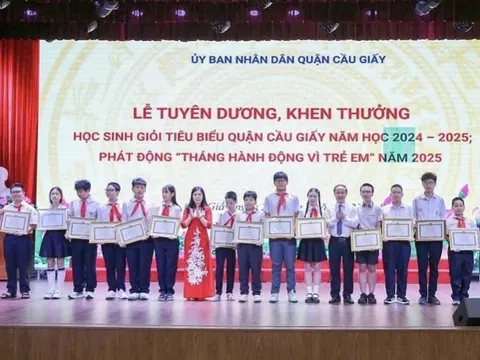 ỦY BAN NHÂN DÂN QUẬN CẦU GIẤY
LỄ TUYÊN DƯƠNG, KHEN THƯỞNG
HỌC SINH GIỎI TIÊU BIỂU QUẬN CẦU GIẤY NĂM HỌC 2024 – 2025;
PHÁT ĐỘNG “THÁNG HÀNH ĐỘNG VÌ TRẺ EM” NĂM 2025